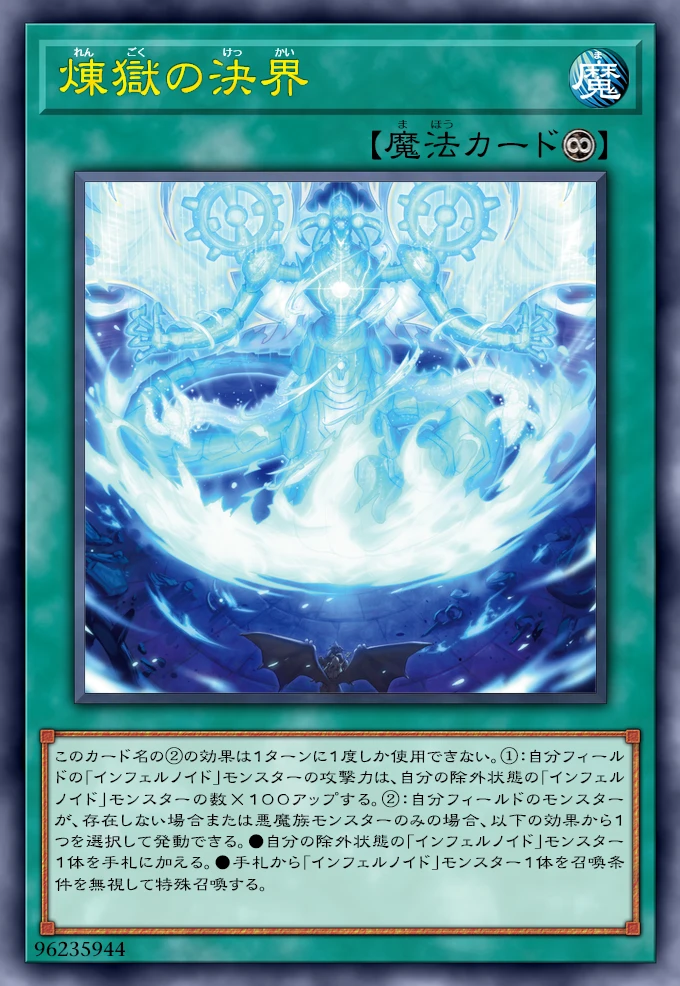 れん ごく けっ かい
煉獄の決界
魔
ま
ま ほう
【魔法カード】
このカード名の②の効果は１ターンに１度しか使用できない。①：自分フィール
ドの「インフェルノイド」モンスターの攻撃力は、自分の除外状態の「インフェル
ノイド」モンスターの数×１００アップする。②：自分フィールドのモンスター
が、存在しない場合または悪魔族モンスターのみの場合、以下の効果から１
つを選択して発動できる。●自分の除外状態の「インフェルノイド」モンスター
１体を手札に加える。●手札から「インフェルノイド」モンスター１体を召喚条
件を無視して特殊召喚する。
96235944